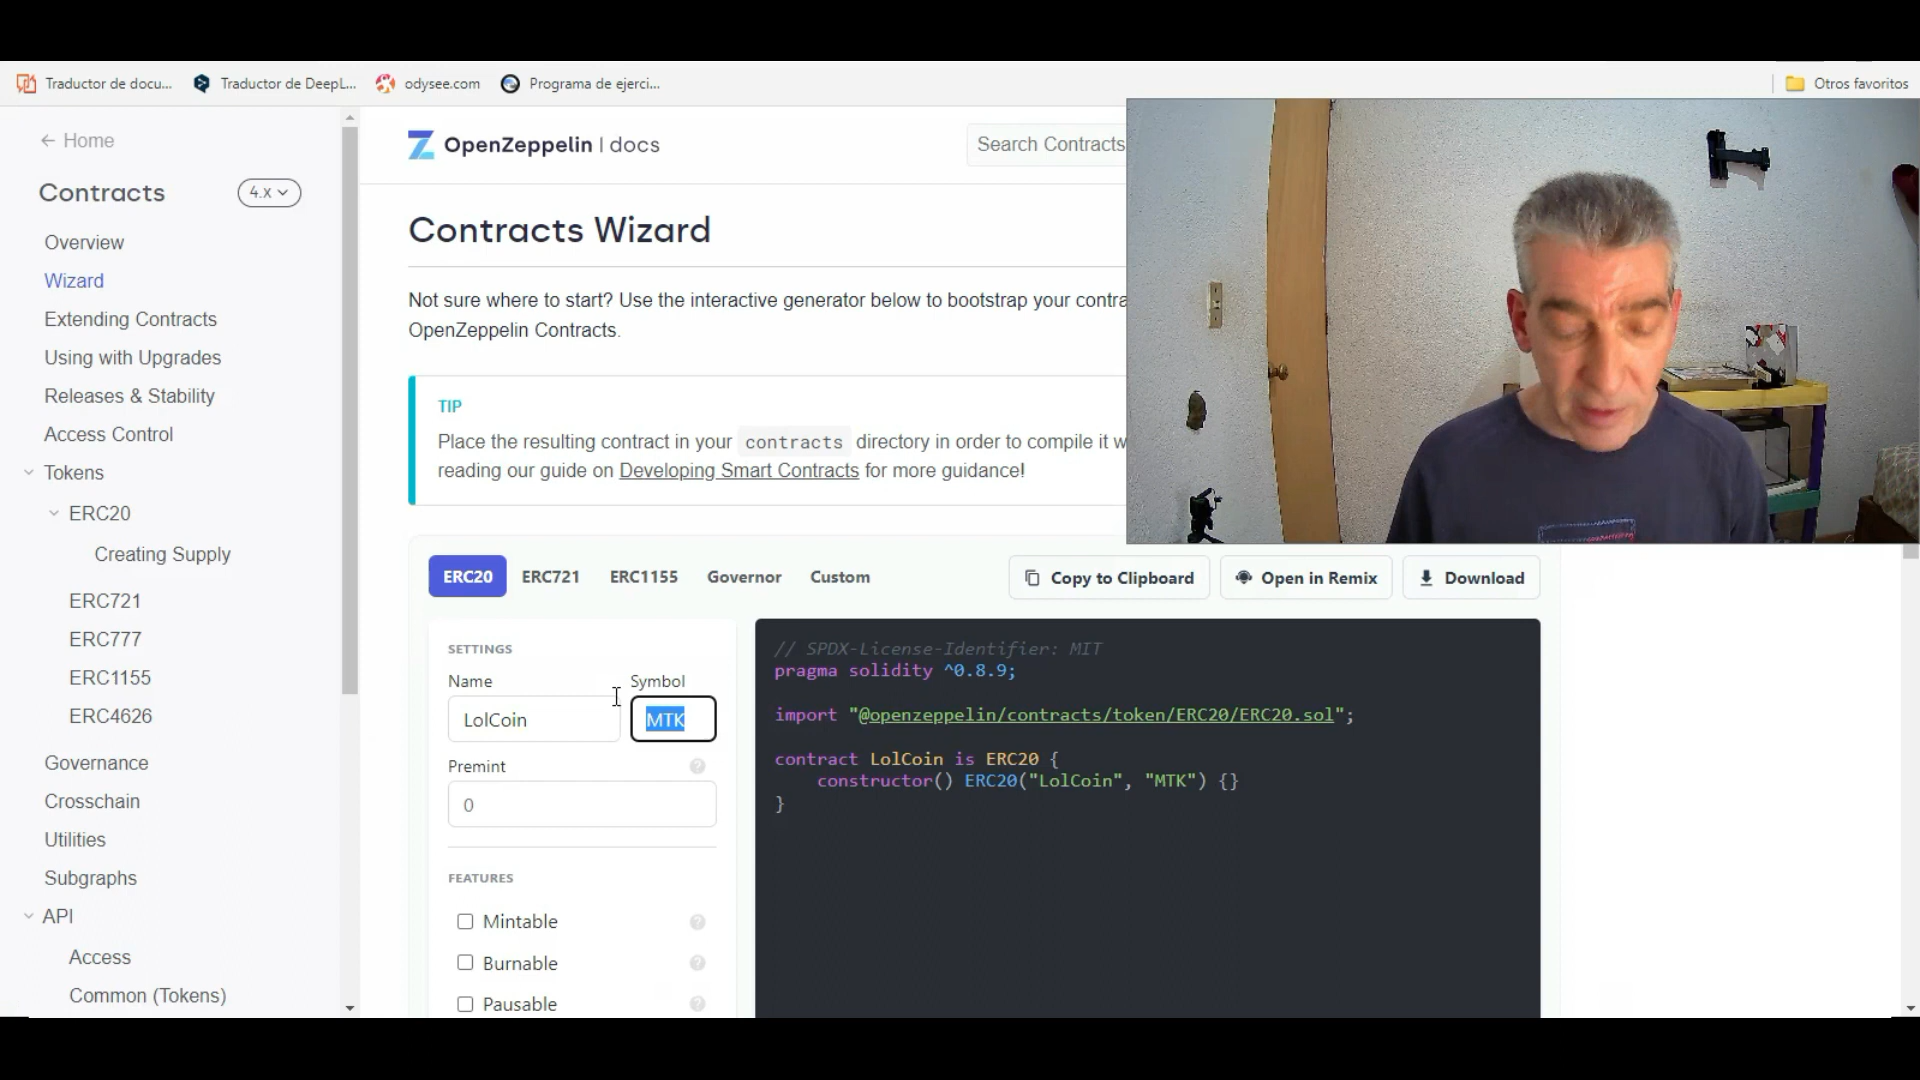 Traductor de docu...
Traductor de DeepL...
odysee.com
Programa de ejerci...
Otros favoritos
← Home
Contracts
4.x
Overview
Wizard
Extending Contracts
Using with Upgrades
Releases & Stability
Access Control
Tokens
ERC20
Creating Supply
ERC721
ERC777
ERC1155
ERC4626
Governance
Crosschain
Utilities
Subgraphs
API
Access
Common (Tokens)
OpenZeppelin | docs
Search Contracts
Contracts Wizard
Not sure where to start? Use the interactive generator below to bootstrap your contra
OpenZeppelin Contracts.
TIP
Place the resulting contract in your contracts directory in order to compile it w
reading our guide on Developing Smart Contracts for more guidance!
ERC20 ERC721 ERC1155 Governor Custom
Copy to Clipboard
Open in Remix
Download
SETTINGS
Name
Symbol
LolCoin
MTK
Premint
0
FEATURES
Mintable
Burnable
Pausable
// SPDX-License-Identifier: MIT
pragma solidity ^0.8.9;
import "@openzeppelin/contracts/token/ERC20/ERC20.sol";
contract LolCoin is ERC20 {
constructor() ERC20("LolCoin", "MTK") {}
}